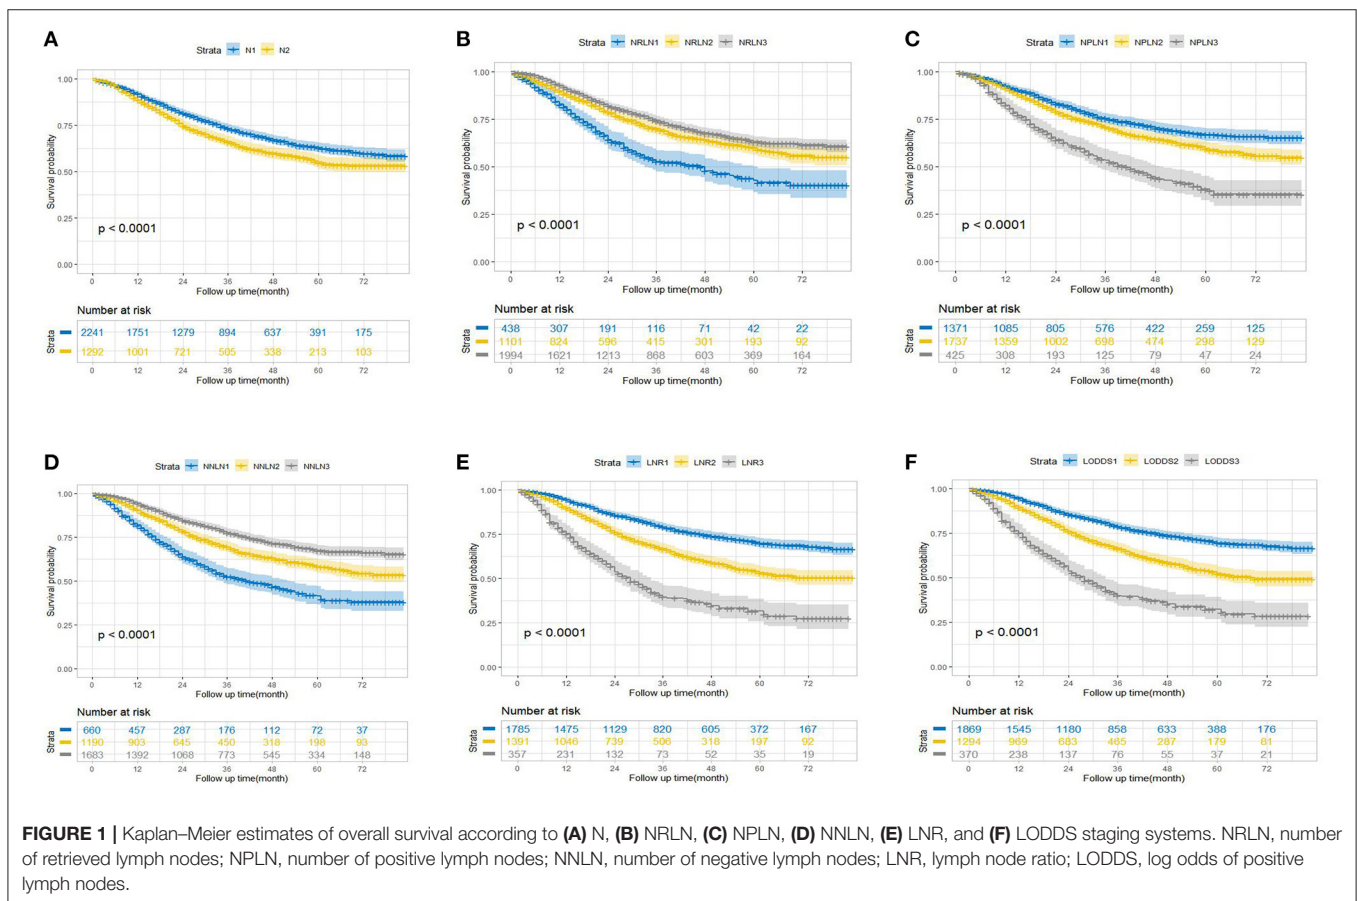 A
Strata N1 N2
Survival probability
1.00
0.75
0.50
0.25
0.00
p < 0.0001
0 12 24 36 48 60 72
Follow up time(month)
Number at risk
Strata
2241 1751 1279 894 637 391 175
1292 1001 721 505 338 213 103
0 12 24 36 48 60 72
Follow up time(month)
B
Strata NRLN1 NRLN2 NRLN3
Survival probability
1.00
0.75
0.50
0.25
0.00
p < 0.0001
0 12 24 36 48 60 72
Follow up time(month)
Number at risk
Strata
438 307 191 116 71 42 22
1101 824 596 415 301 193 92
1994 1621 1213 868 603 369 164
0 12 24 36 48 60 72
Follow up time(month)
C
Strata NPLN1 NPLN2 NPLN3
Survival probability
1.00
0.75
0.50
0.25
0.00
p < 0.0001
0 12 24 36 48 60 72
Follow up time(month)
Number at risk
Strata
1371 1085 805 576 422 259 125
1737 1359 1002 698 474 298 129
425 308 193 125 79 47 24
0 12 24 36 48 60 72
Follow up time(month)
D
Strata NNLN1 NNLN2 NNLN3
Survival probability
1.00
0.75
0.50
0.25
0.00
p < 0.0001
0 12 24 36 48 60 72
Follow up time(month)
Number at risk
Strata
660 457 287 176 112 72 37
1190 903 645 450 318 198 93
1683 1392 1068 773 545 334 148
0 12 24 36 48 60 72
Follow up time(month)
E
Strata LNR1 LNR2 LNR3
Survival probability
1.00
0.75
0.50
0.25
0.00
p < 0.0001
0 12 24 36 48 60 72
Follow up time(month)
Number at risk
Strata
1785 1475 1129 820 605 372 167
1391 1046 739 506 318 197 92
357 231 132 73 52 35 19
0 12 24 36 48 60 72
Follow up time(month)
F
Strata LODDS1 LODDS2 LODDS3
Survival probability
1.00
0.75
0.50
0.25
0.00
p < 0.0001
0 12 24 36 48 60 72
Follow up time(month)
Number at risk
Strata
1869 1545 1180 858 633 388 176
1294 969 683 465 287 179 81
370 238 137 76 55 37 21
0 12 24 36 48 60 72
Follow up time(month)
FIGURE 1 | Kaplan–Meier estimates of overall survival according to (A) N, (B) NRLN, (C) NPLN, (D) NNLN, (E) LNR, and (F) LODDS staging systems. NRLN, number
of retrieved lymph nodes; NPLN, number of positive lymph nodes; NNLN, number of negative lymph nodes; LNR, lymph node ratio; LODDS, log odds of positive
lymph nodes.